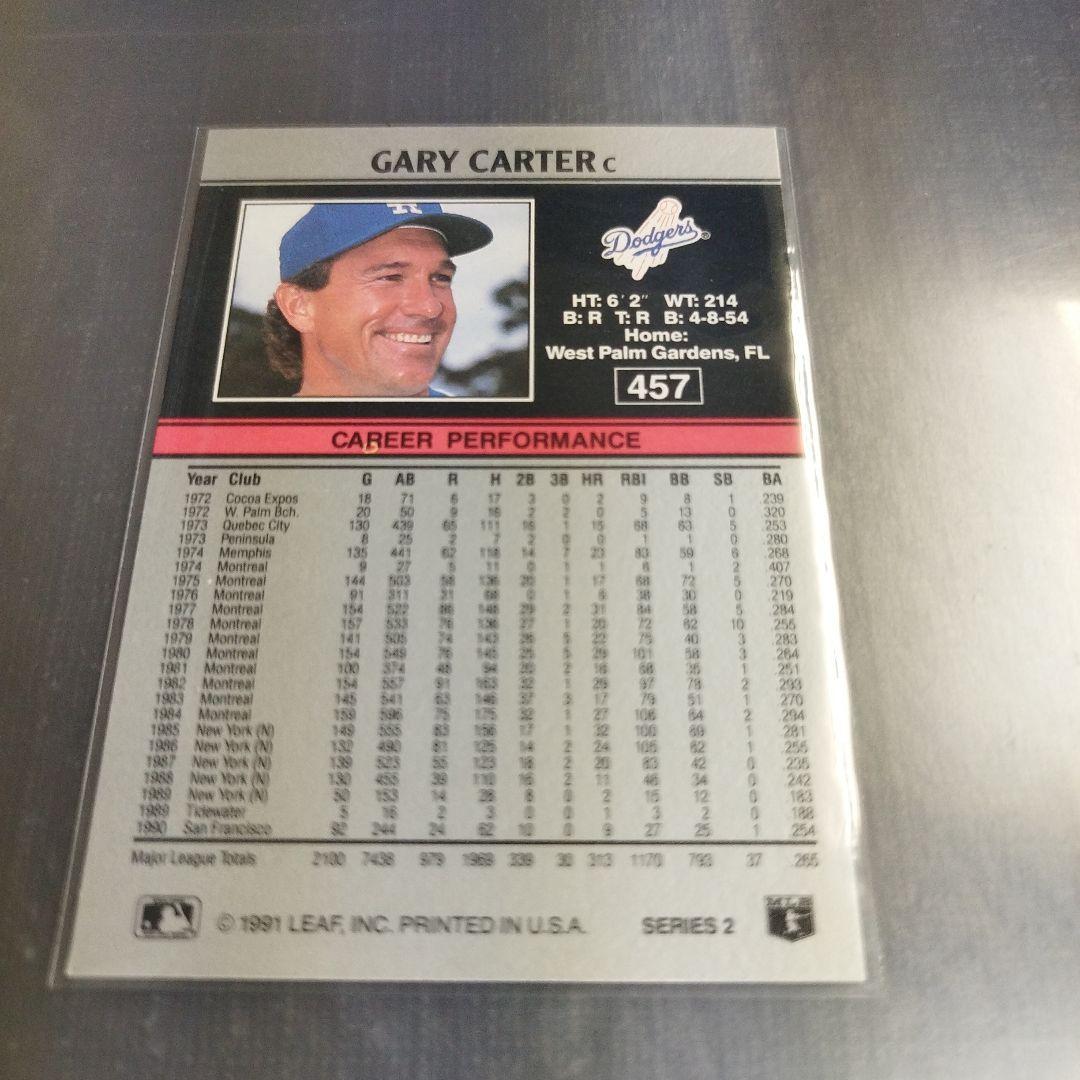 GARY CARTER C
Dodgers®
HT: 6' 2" WT: 214
B: R T: R B: 4-8-54
Home:
West Palm Gardens, FL
457
CAREER PERFORMANCE
Year Club G AB R H 2B 3B HR RBI BB SB BA
1972 Cocoa Expos 18 71 6 17 3 0 2 9 8 1 .239
1972 W. Palm Bch. 20 50 9 16 2 2 0 5 13 0 .320
1973 Quebec City 130 439 65 111 16 1 15 68 63 5 .253
1973 Peninsula 8 25 2 7 2 0 0 1 1 0 .280
1974 Memphis 135 441 62 118 14 7 23 83 59 6 .268
1974 Montreal 9 27 5 11 0 1 1 6 1 2 .407
1975 Montreal 144 503 58 136 20 1 17 68 72 5 .270
1976 Montreal 91 311 31 68 0 1 6 38 30 0 .219
1977 Montreal 154 522 86 148 29 2 31 84 58 5 .284
1978 Montreal 157 533 76 136 27 1 20 72 62 10 .255
1979 Montreal 141 505 74 143 26 5 22 75 40 3 .283
1980 Montreal 154 549 76 145 25 5 29 101 58 3 .264
1981 Montreal 100 374 48 94 20 2 16 68 35 1 .251
1982 Montreal 154 557 91 163 32 1 29 97 78 2 .293
1983 Montreal 145 541 63 146 37 3 17 79 51 1 .270
1984 Montreal 159 596 75 175 32 1 27 106 64 2 .294
1985 New York (N) 149 555 83 156 17 1 32 100 69 1 .281
1986 New York (N) 132 490 81 125 14 2 24 105 62 1 .255
1987 New York (N) 139 523 55 123 18 2 20 83 42 0 .235
1988 New York (N) 130 455 39 110 16 2 11 46 34 0 .242
1989 New York (N) 50 153 14 28 8 0 2 15 12 0 .183
1989 Tidewater 5 16 2 3 0 0 1 3 2 0 .188
1990 San Francisco 92 244 24 62 10 0 9 27 25 1 .254
Major League Totals 2100 7438 979 1969 339 30 313 1170 793 37 .265
© 1991 LEAF, INC. PRINTED IN U.S.A. SERIES 2
MLB